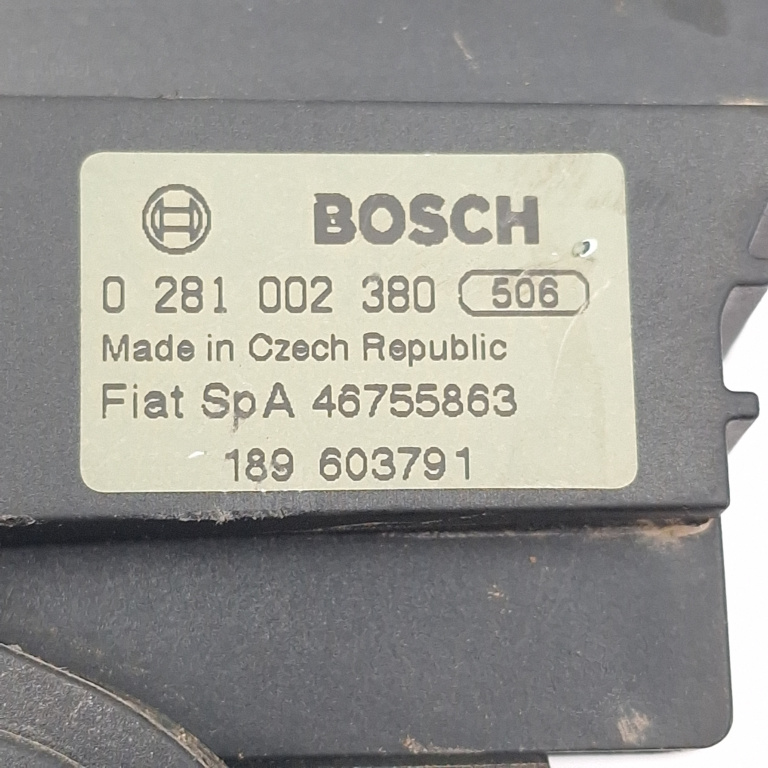 BOSCH
0 281 002 380 506
Made in Czech Republic
Fiat SpA 46755863
189 603791